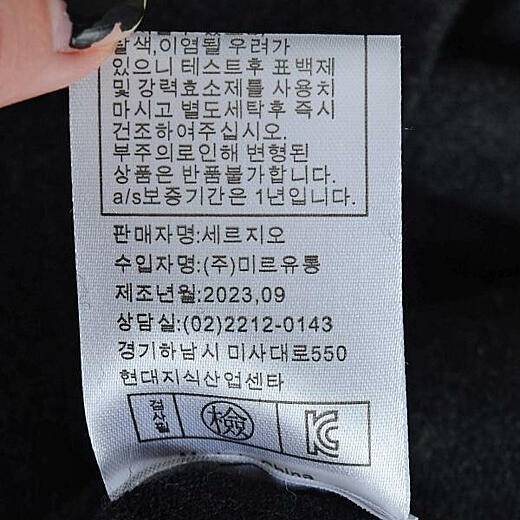 탈색,이염될 우려가
있으니 테스트후 표백제
및 강력효소제를 사용치
마시고 별도세탁후 즉시
건조하여주십시오.
부주의로인해 변형된
상품은 반품불가합니다.
a/s보증기간은 1년입니다.
판매자명:세르지오
수입자명:(주)미르유통
제조년월:2023,09
상담실:(02)2212-0143
경기하남시 미사대로550
현대지식산업센타
검사필 檢 KC
China